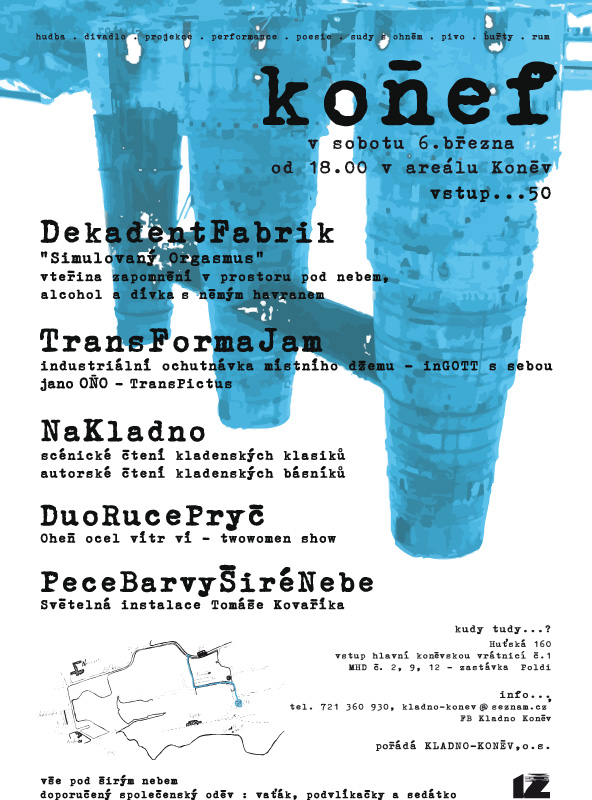 hudba . divadlo . projekce . performance . poesie . sudy s ohněm . pivo . buřty . rum
koněř
v sobotu 6.března
od 18.00 v areálu Koněv
vstup...50
DekadentFabrik
"Simulovaný Orgasmus"
vteřina zapomnění v prostoru pod nebem,
alcohol a dívka s němým havranem
TransFormaJam
industriální ochutnávka místního džemu - inGOTT s sebou
jano OŇO - TransPictus
NaKladno
scénické čtení kladenských klasiků
autorské čtení kladenských básníků
DuoRucePryč
Oheň ocel vítr ví - twowomen show
PeceBarvyŠiréNebe
Světelná instalace Tomáše Kovaříka
kudy tudy...?
Huťská 160
vstup hlavní koněvskou vrátnicí č.1
MHD č. 2, 9, 12 - zastávka Poldi
info...
tel. 721 360 930, kladno-konev@seznam.cz
FB Kladno Koněv
pořádá KLADNO-KONĚV,o.s.
vše pod širým nebem
doporučený společenský oděv : vaťák, podvlíkačky a sedátko